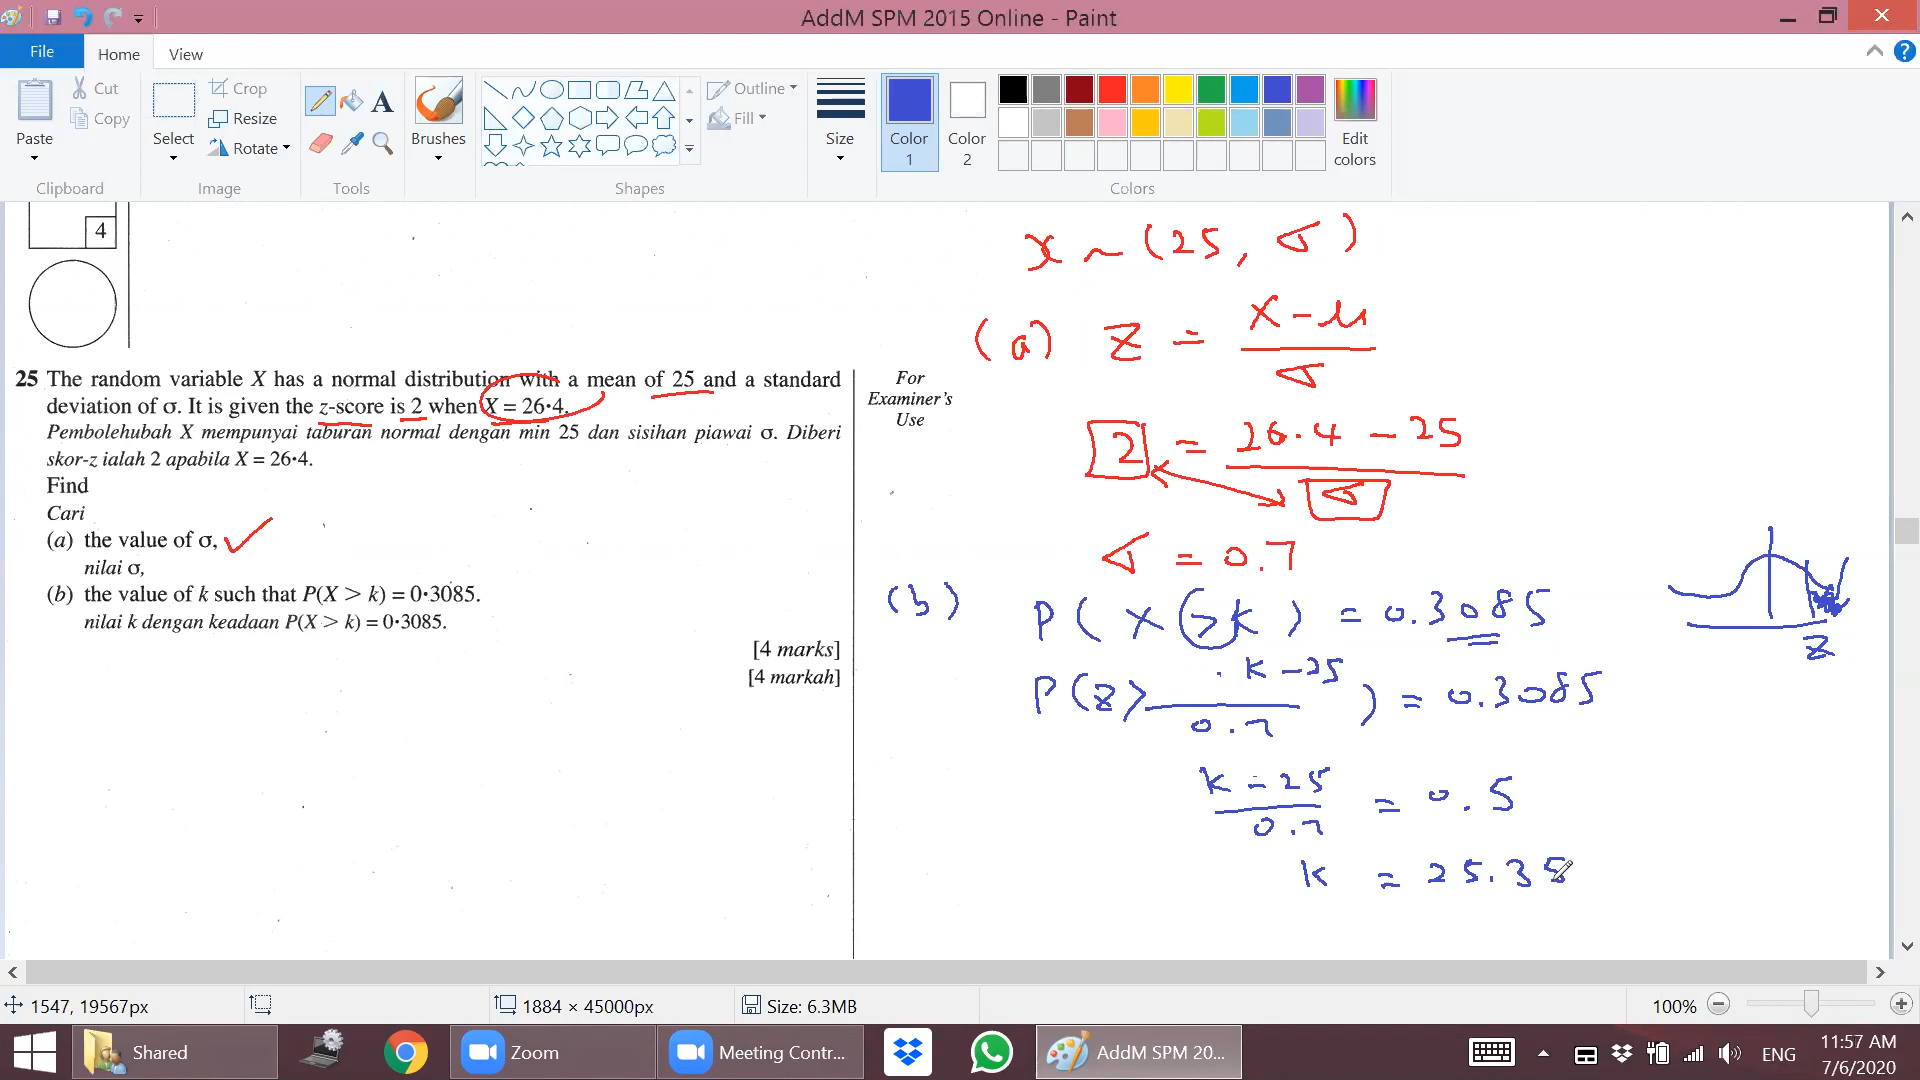 AddM SPM 2015 Online - Paint
File
Home
View
Paste
Cut
Copy
Clipboard
Select
Crop
Resize
Rotate
Image
Tools
Brushes
Shapes
Outline
Fill
Size
Color 1
Color 2
Edit colors
Colors
4
25 The random variable X has a normal distribution with a mean of 25 and a standard
deviation of σ. It is given the z-score is 2 when X = 26·4.
Pembolehubah X mempunyai taburan normal dengan min 25 dan sisihan piawai σ. Diberi
skor-z ialah 2 apabila X = 26·4.
Find
Cari
(a) the value of σ,
nilai σ,
(b) the value of k such that P(X > k) = 0·3085.
nilai k dengan keadaan P(X > k) = 0·3085.
[4 marks]
[4 markah]
For
Examiner's
Use
x ~ (25, σ)
(a) Z = X - μ
σ
2 = 26.4 - 25
σ
σ = 0.7
(b) P( X > k ) = 0.3085
Z
P(Z > k - 25 ) = 0.3085
0.7
k - 25 = 0.5
0.7
k = 25.35
1547, 19567px
1884 × 45000px
Size: 6.3MB
100%
Shared
Zoom
Meeting Contr...
AddM SPM 20...
ENG
11:57 AM
7/6/2020